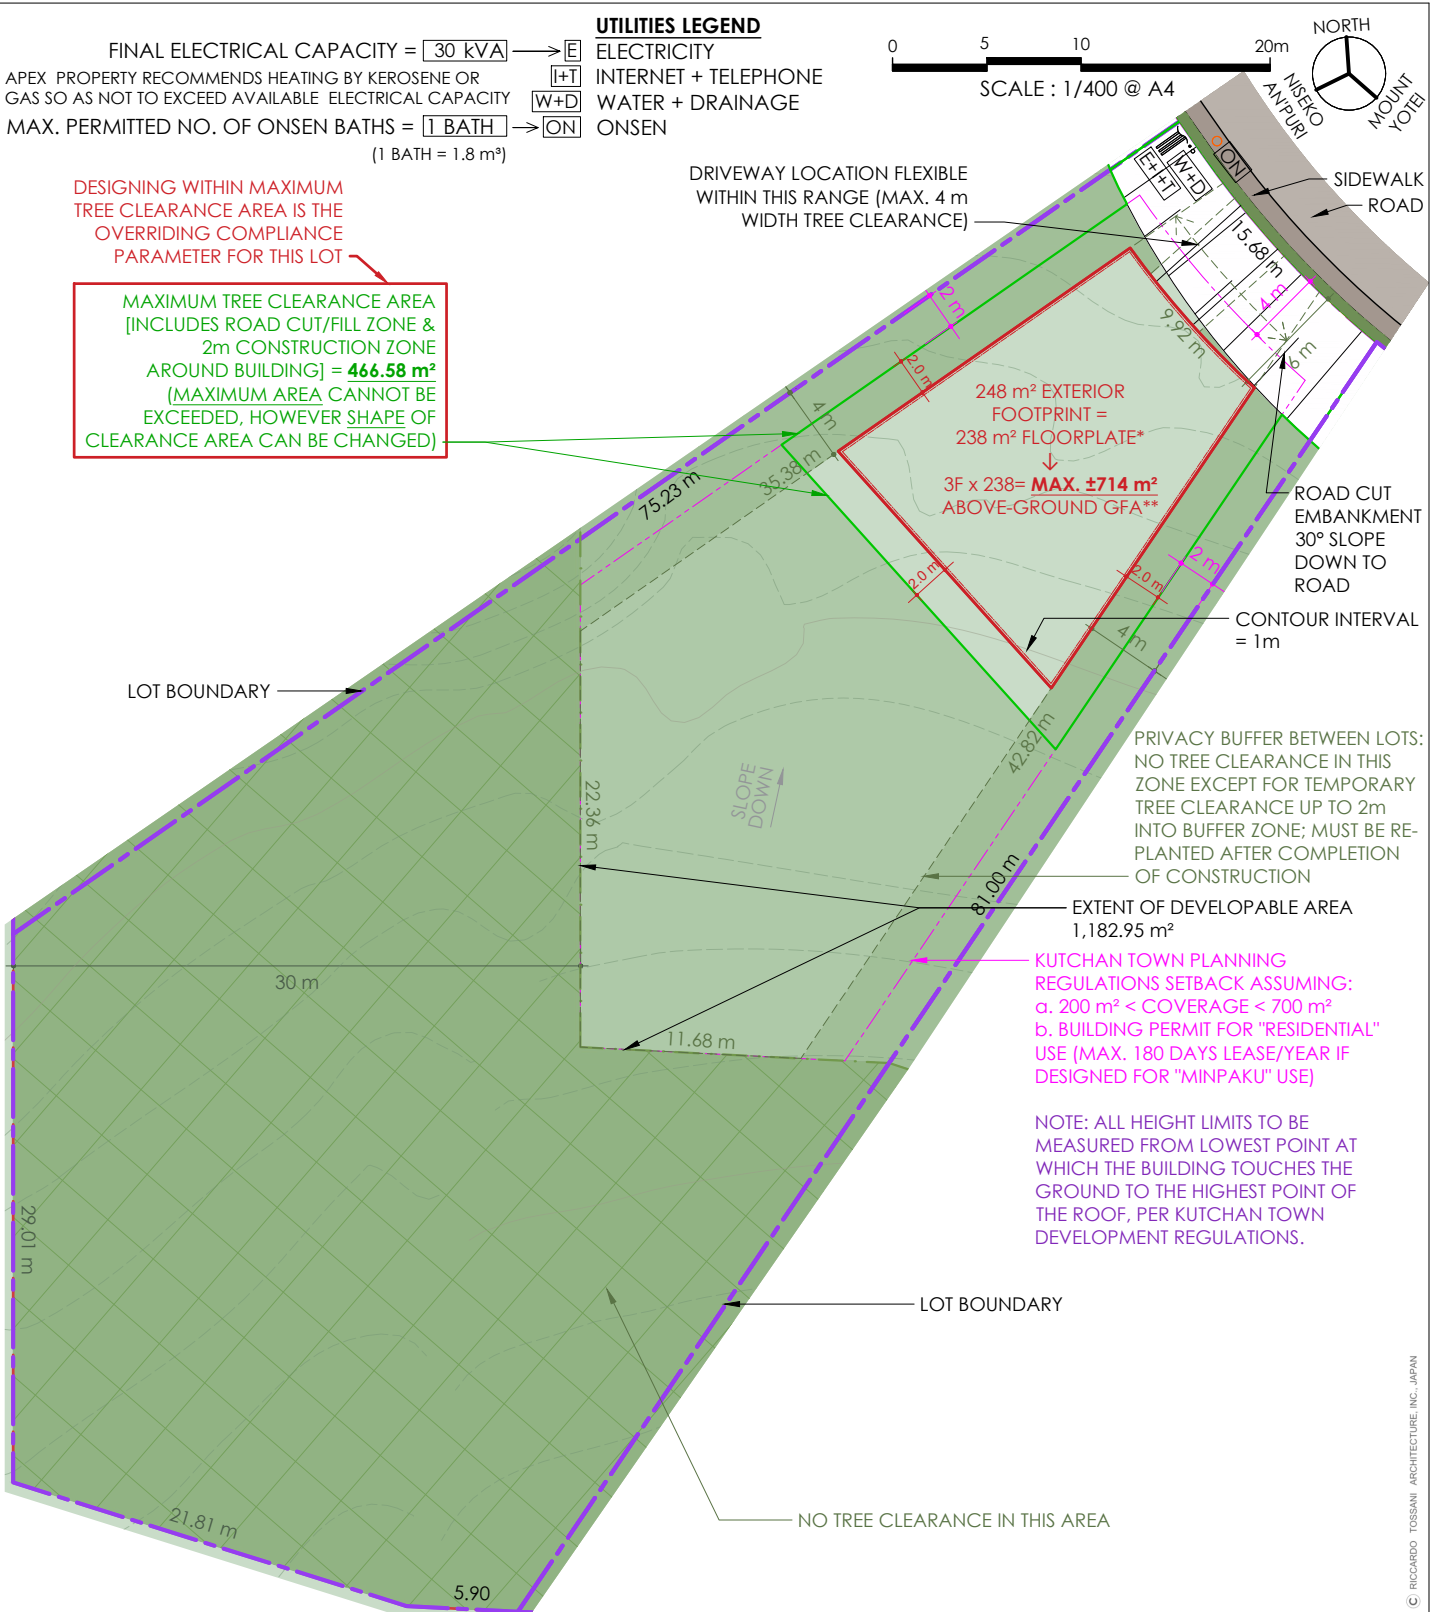 UTILITIES LEGEND
FINAL ELECTRICAL CAPACITY = 30 kVA → E ELECTRICITY
APEX PROPERTY RECOMMENDS HEATING BY KEROSENE OR
GAS SO AS NOT TO EXCEED AVAILABLE ELECTRICAL CAPACITY
I+T INTERNET + TELEPHONE
W+D WATER + DRAINAGE
MAX. PERMITTED NO. OF ONSEN BATHS = 1 BATH → ON ONSEN
(1 BATH = 1.8 m³)
0 5 10 20m
SCALE : 1/400 @ A4
NORTH
NISEKO
AN'PURI
MOUNT
YOTEI
DESIGNING WITHIN MAXIMUM
TREE CLEARANCE AREA IS THE
OVERRIDING COMPLIANCE
PARAMETER FOR THIS LOT
MAXIMUM TREE CLEARANCE AREA
[INCLUDES ROAD CUT/FILL ZONE &
2m CONSTRUCTION ZONE
AROUND BUILDING] = 466.58 m²
(MAXIMUM AREA CANNOT BE
EXCEEDED, HOWEVER SHAPE OF
CLEARANCE AREA CAN BE CHANGED)
DRIVEWAY LOCATION FLEXIBLE
WITHIN THIS RANGE (MAX. 4 m
WIDTH TREE CLEARANCE)
E+I+T
W+D
ON
SIDEWALK
ROAD
15.68 m
4 m
6 m
9.92 m
2 m
2.0 m
4 m
35.38 m
75.23 m
248 m² EXTERIOR
FOOTPRINT =
238 m² FLOORPLATE*
↓
3F x 238= MAX. ±714 m²
ABOVE-GROUND GFA**
2.0 m
2.0 m
2 m
4 m
ROAD CUT
EMBANKMENT
30° SLOPE
DOWN TO
ROAD
CONTOUR INTERVAL
= 1m
LOT BOUNDARY
42.82 m
22.36 m
SLOPE
DOWN
81.00 m
PRIVACY BUFFER BETWEEN LOTS:
NO TREE CLEARANCE IN THIS
ZONE EXCEPT FOR TEMPORARY
TREE CLEARANCE UP TO 2m
INTO BUFFER ZONE; MUST BE RE-
PLANTED AFTER COMPLETION
OF CONSTRUCTION
EXTENT OF DEVELOPABLE AREA
1,182.95 m²
30 m
11.68 m
KUTCHAN TOWN PLANNING
REGULATIONS SETBACK ASSUMING:
a. 200 m² < COVERAGE < 700 m²
b. BUILDING PERMIT FOR "RESIDENTIAL"
USE (MAX. 180 DAYS LEASE/YEAR IF
DESIGNED FOR "MINPAKU" USE)
NOTE: ALL HEIGHT LIMITS TO BE
MEASURED FROM LOWEST POINT AT
WHICH THE BUILDING TOUCHES THE
GROUND TO THE HIGHEST POINT OF
THE ROOF, PER KUTCHAN TOWN
DEVELOPMENT REGULATIONS.
29.01 m
LOT BOUNDARY
NO TREE CLEARANCE IN THIS AREA
21.81 m
5.90
© RICCARDO TOSSANI ARCHITECTURE, INC., JAPAN